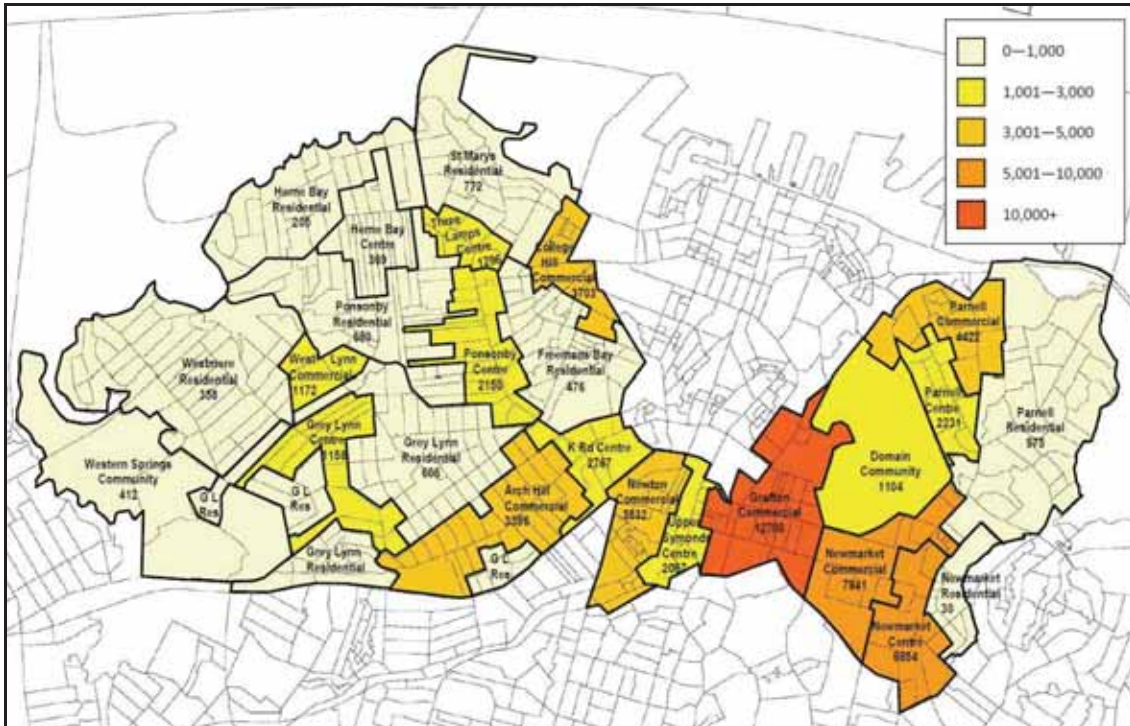 0—1,000
1,001—3,000
3,001—5,000
5,001—10,000
10,000+
St Marys
Residential
772
Herne Bay
Residential
Herne Bay
Centre
Three
Lamps
Centre
College
Hill
Commercial
3703
Ponsonby
Residential
Westmere
Residential
West Lynn
Commercial
1172
Ponsonby
Centre
2150
Freemans Bay
Residential
476
Grey Lynn
Centre
Grey Lynn
Residential
Western Springs
Community
412
G L
Res
G L
Res
Grey Lynn
Residential
Arch Hill
Commercial
G L
Res
K Rd Centre
2767
Newton
Commercial
Upper
Symonds
Centre
Grafton
Commercial
Parnell
Commercial
4422
Parnell
Centre
2231
Parnell
Residential
Domain
Community
1104
Newmarket
Commercial
Newmarket
Residential
30
Newmarket
Centre